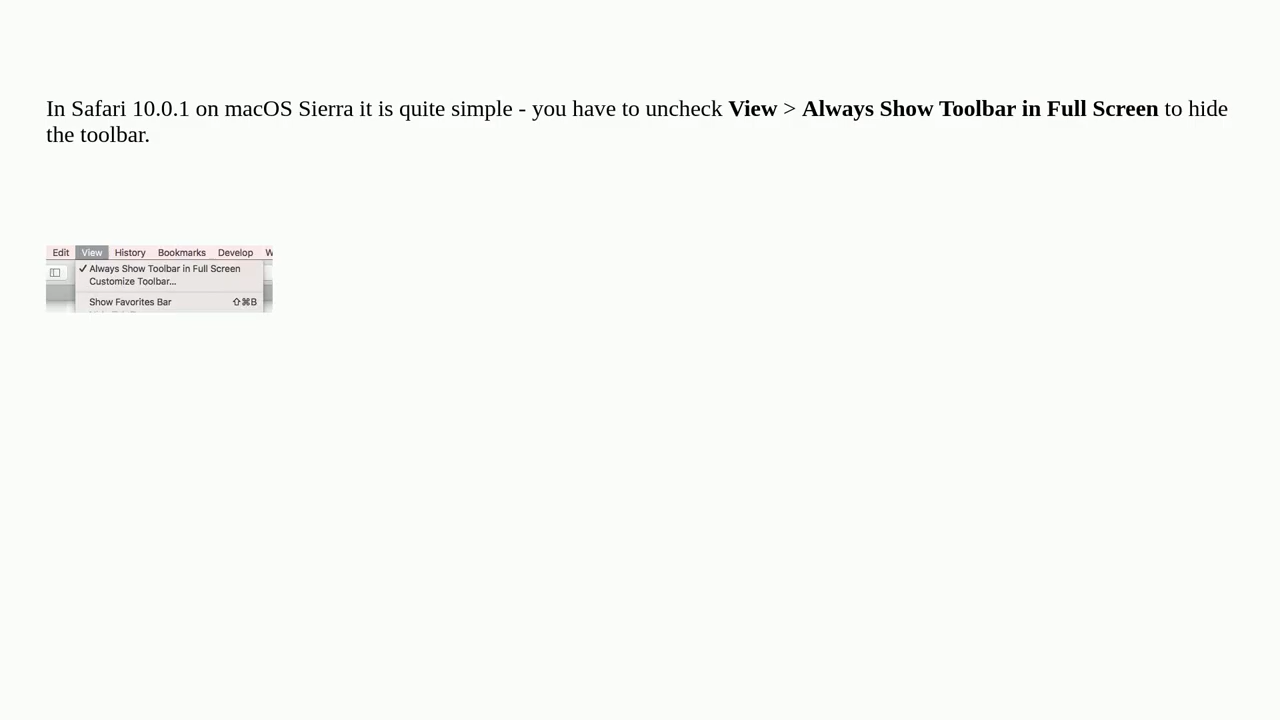 In Safari 10.0.1 on macOS Sierra it is quite simple - you have to uncheck View > Always Show Toolbar in Full Screen to hide
the toolbar.
Edit View History Bookmarks Develop W
✓ Always Show Toolbar in Full Screen
Customize Toolbar...
Show Favorites Bar ⇧⌘B